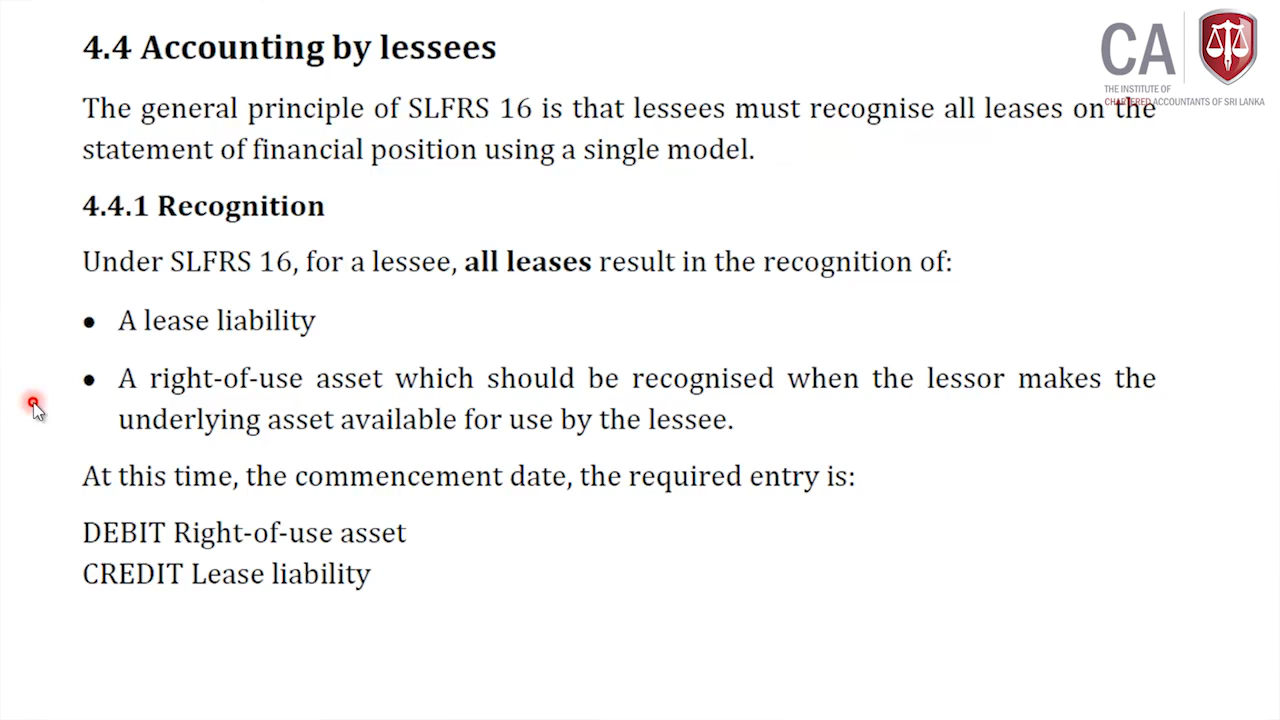 4.4 Accounting by lessees
CA
THE INSTITUTE OF
CHARTERED ACCOUNTANTS OF SRI LANKA
The general principle of SLFRS 16 is that lessees must recognise all leases on the
statement of financial position using a single model.
4.4.1 Recognition
Under SLFRS 16, for a lessee, all leases result in the recognition of:
• A lease liability
• A right-of-use asset which should be recognised when the lessor makes the
underlying asset available for use by the lessee.
At this time, the commencement date, the required entry is:
DEBIT Right-of-use asset
CREDIT Lease liability